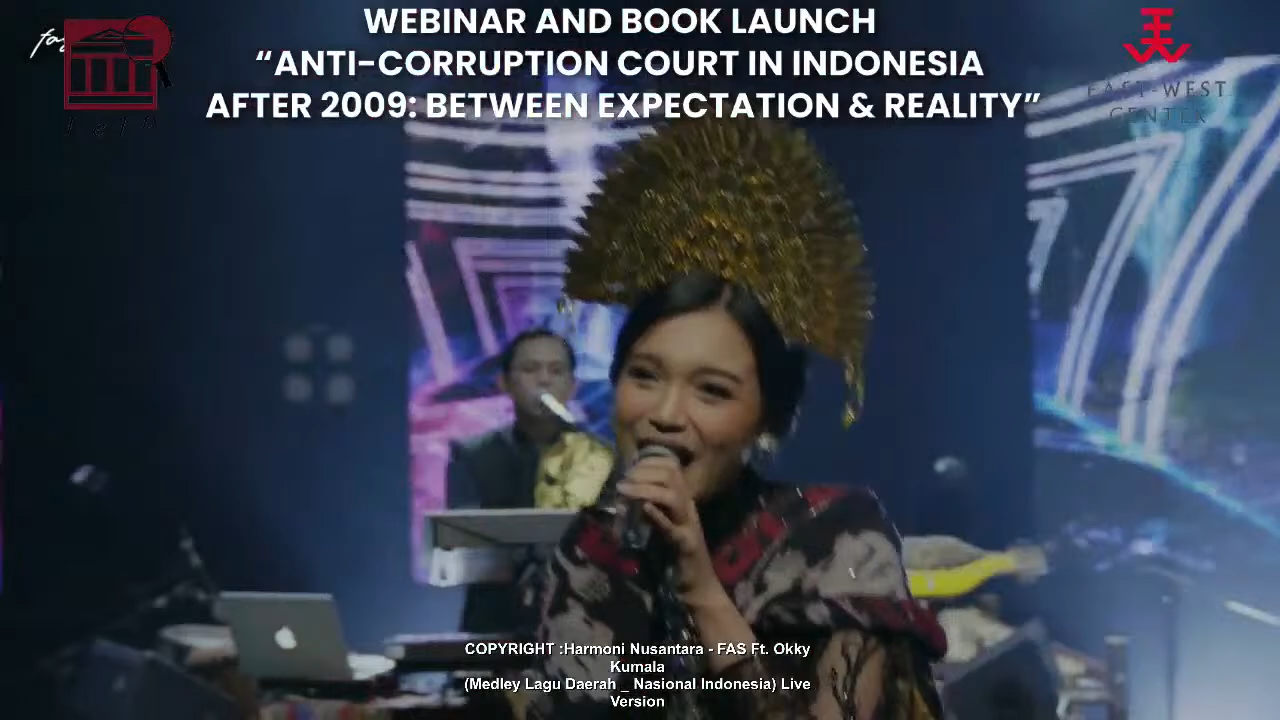 WEBINAR AND BOOK LAUNCH
“ANTI-CORRUPTION COURT IN INDONESIA
AFTER 2009: BETWEEN EXPECTATION & REALITY”
EAST-WEST
CENTER
COPYRIGHT :Harmoni Nusantara - FAS Ft. Okky
Kumala
(Medley Lagu Daerah _ Nasional Indonesia) Live
Version